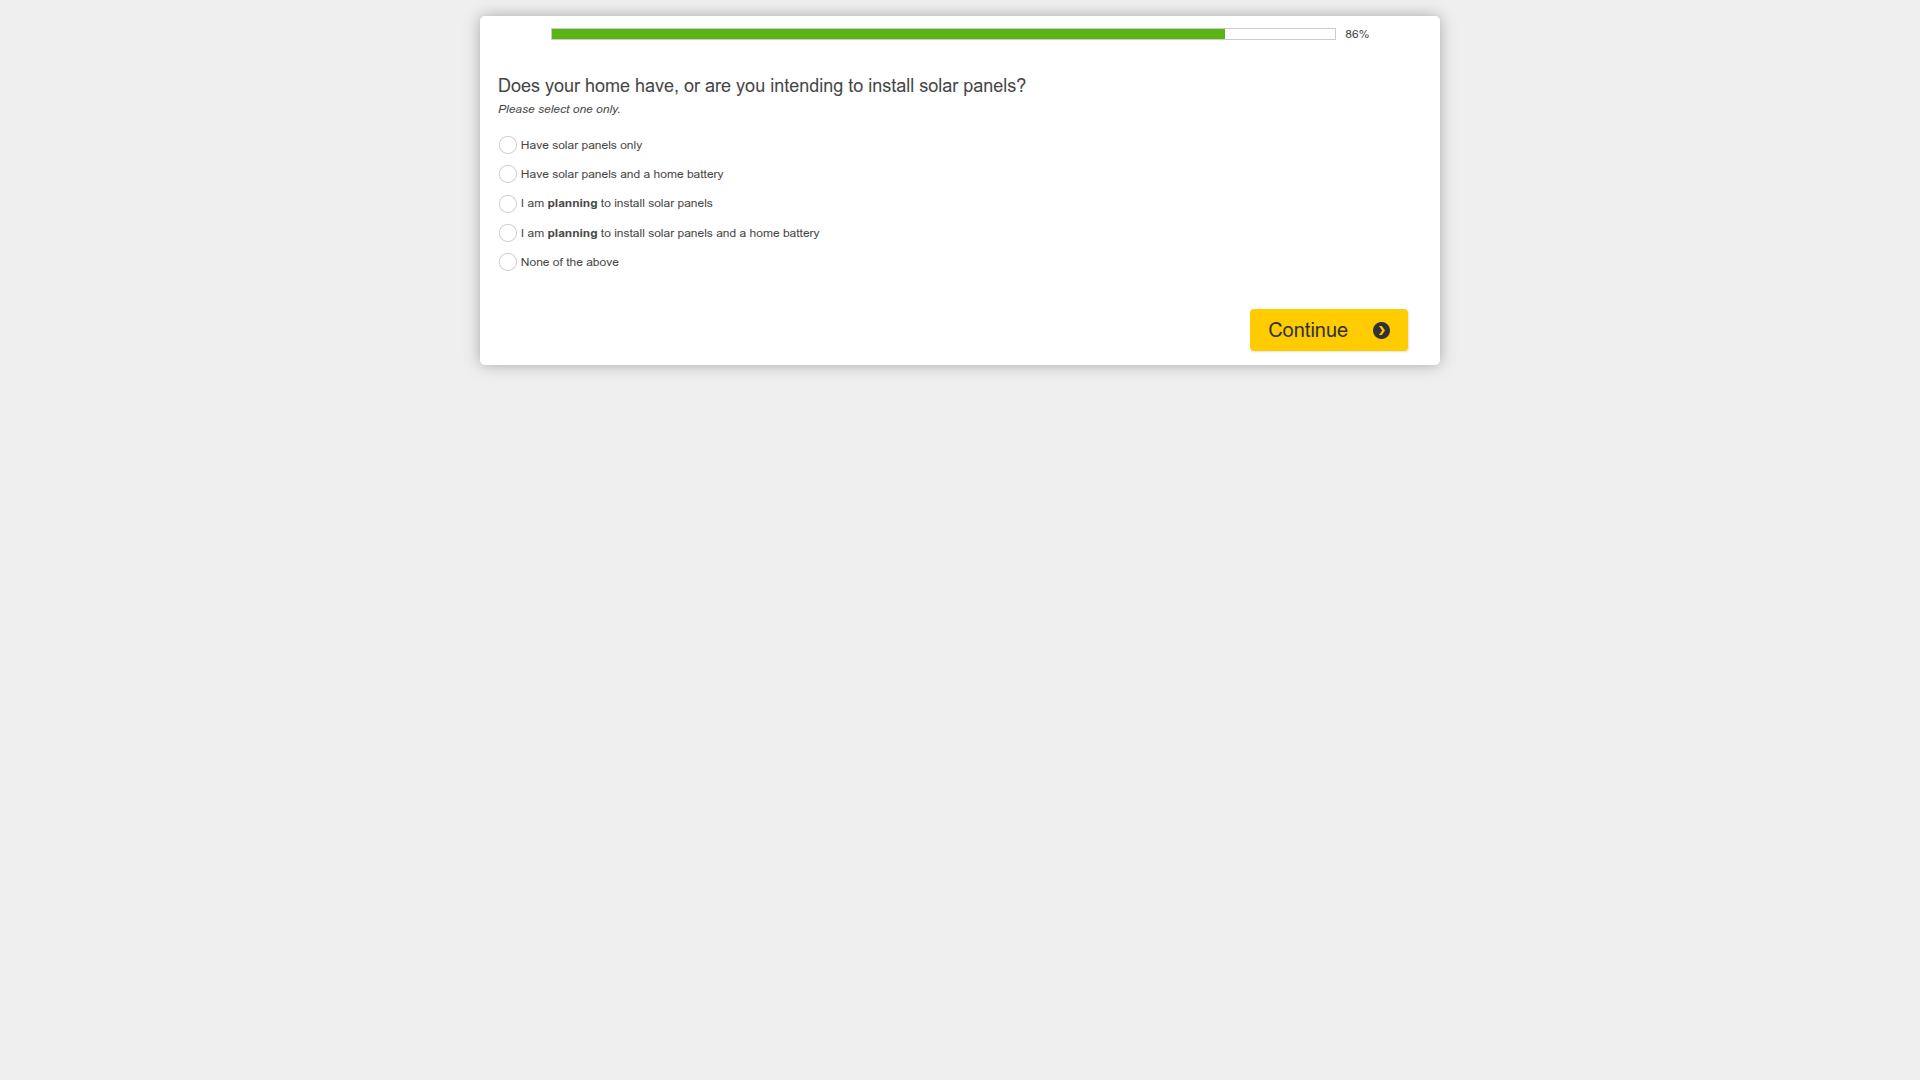 86%
Does your home have, or are you intending to install solar panels?
Please select one only.
Have solar panels only
Have solar panels and a home battery
I am planning to install solar panels
I am planning to install solar panels and a home battery
None of the above
Continue